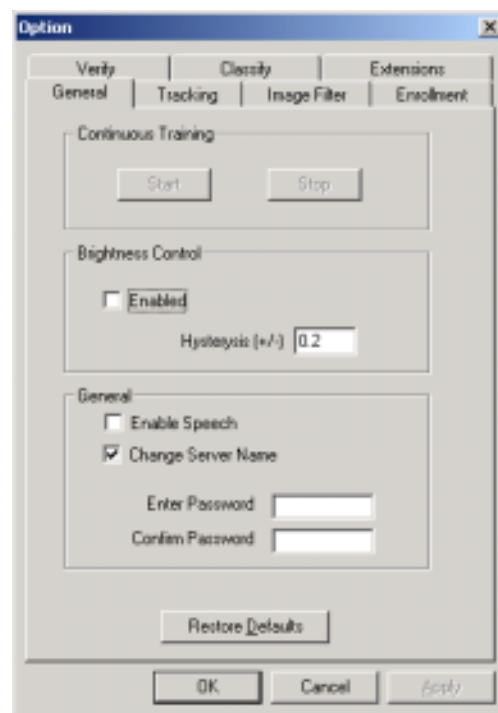 Option
Verify Classify Extensions
General Tracking Image Filter Enrollment
Continuous Training
Start Stop
Brightness Control
Enabled
Hysterysis (+/-) 0.2
General
Enable Speech
Change Server Name
Enter Password
Confirm Password
Restore Defaults
OK Cancel Apply